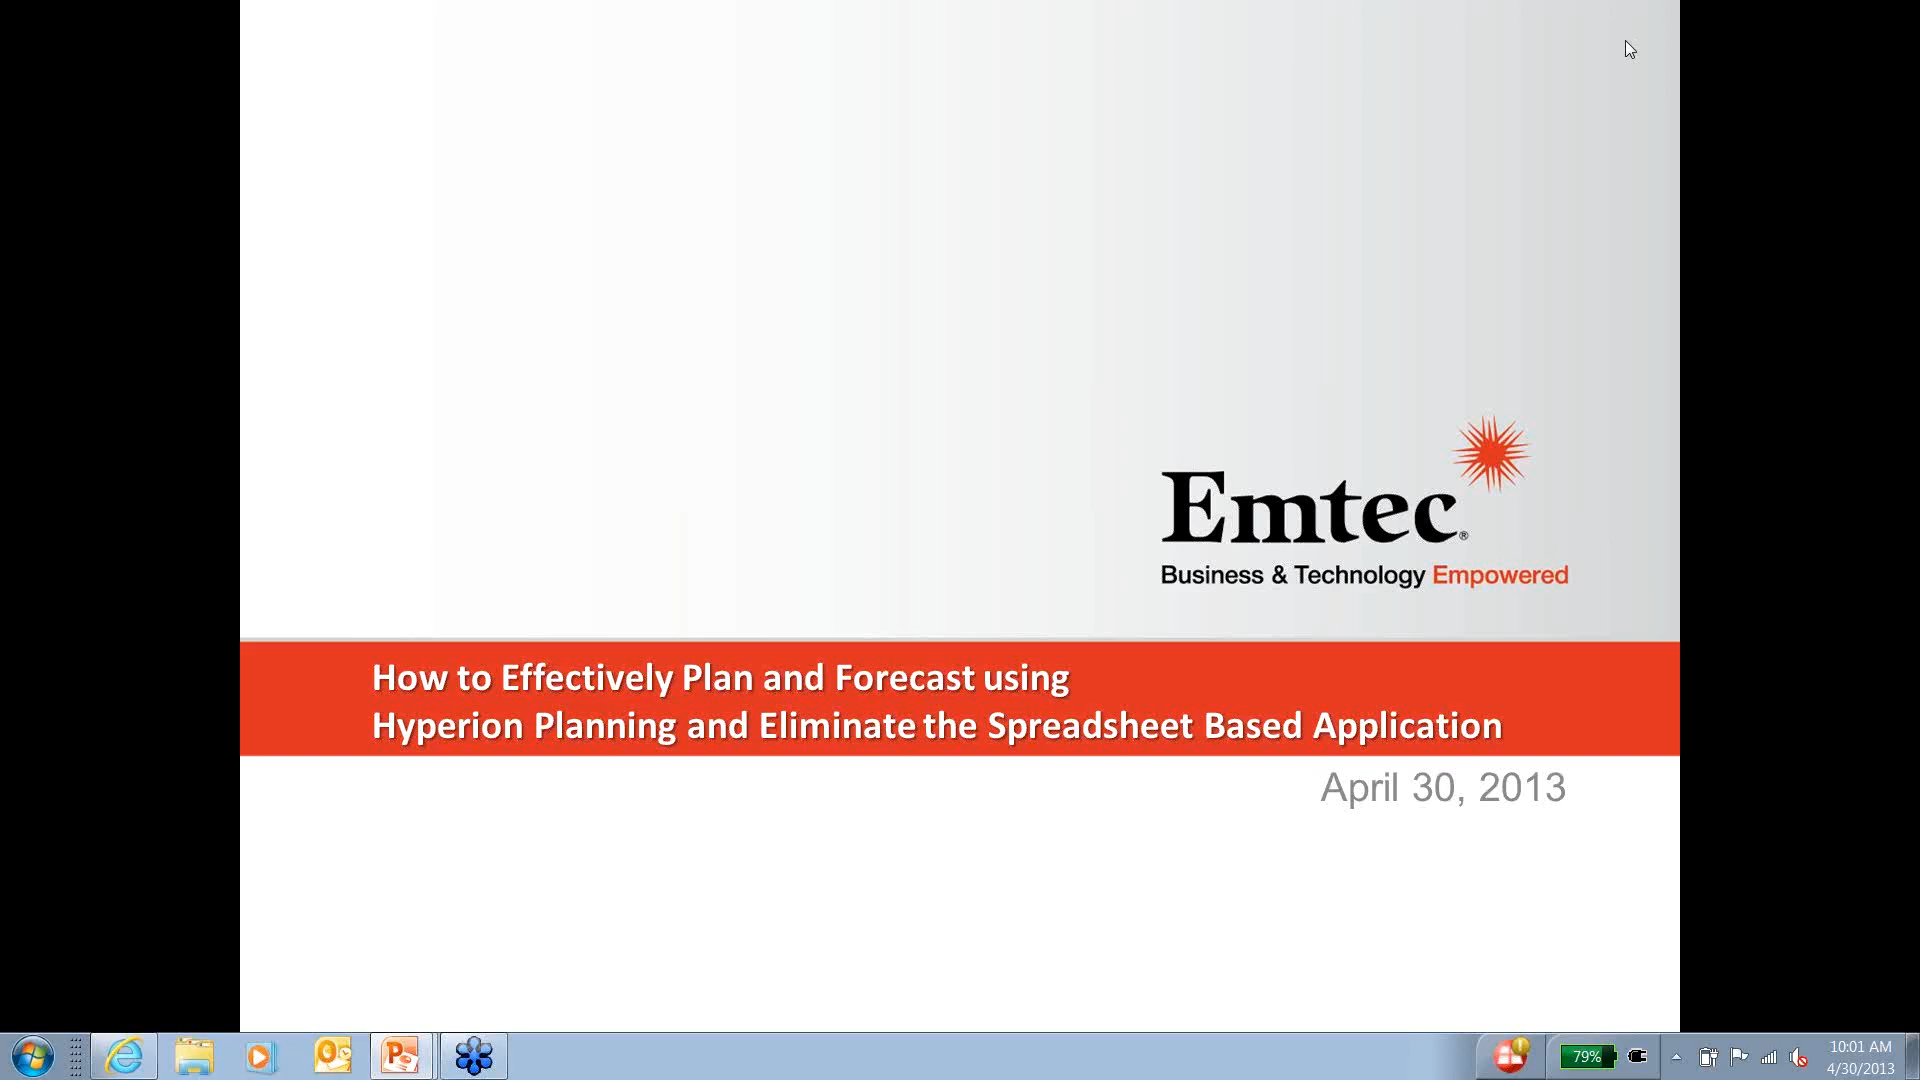 Emtec®
Business & Technology Empowered
How to Effectively Plan and Forecast using
Hyperion Planning and Eliminate the Spreadsheet Based Application
April 30, 2013
79%
10:01 AM
4/30/2013